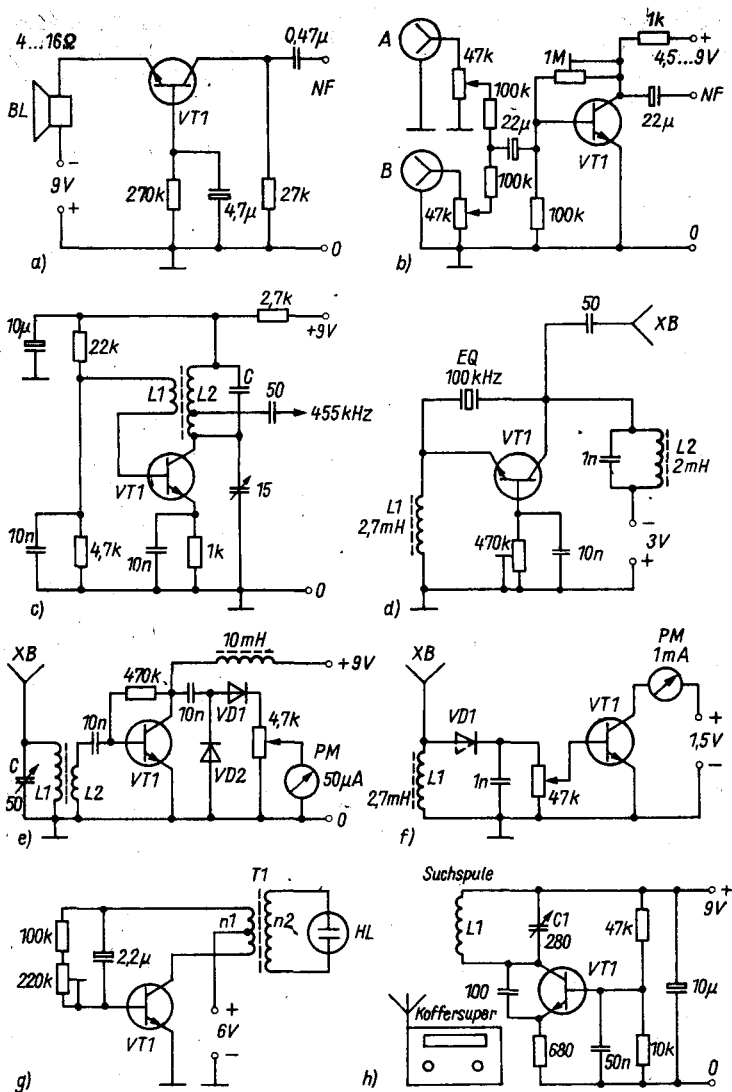 4...16Ω
BL
VT1
0,47µ
NF
9V
−
+
270k
4,7µ
27k
0
a)
A
47k
100k
1M
1k
+
4,5...9V
22µ
NF
22µ
VT1
B
47k
100k
100k
0
b)
10µ
22k
2,7k
+9V
L1
L2
C
50
455kHz
VT1
15
10n
4,7k
10n
1k
0
c)
50
XB
EQ
100kHz
VT1
1n
L2
2mH
L1
2,7mH
470k
10n
−
3V
+
d)
XB
10mH
+9V
470k
10n
10n
VD1
4,7k
C
50
L1
L2
VT1
VD2
PM
50µA
0
e)
XB
PM
1mA
VD1
VT1
+
1,5V
−
L1
2,7mH
1n
47k
f)
T1
100k
2,2µ
n1
n2
HL
220k
VT1
+
6V
−
g)
Suchspule
L1
C1
280
47k
+
9V
100
VT1
10µ
Koffersuper
680
50n
10k
0
h)